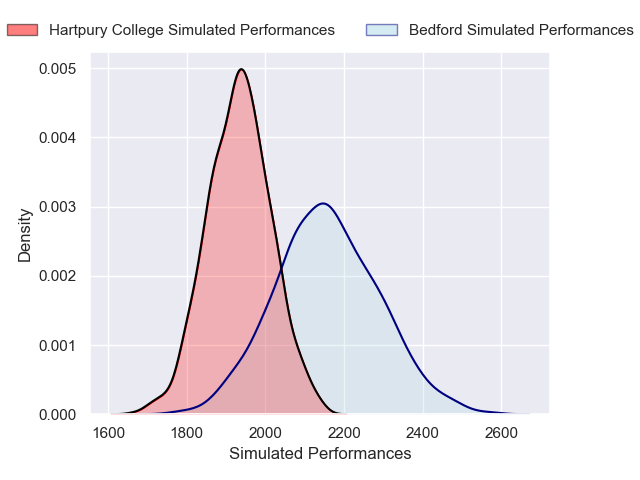 Hartpury College Simulated Performances
Bedford Simulated Performances
0.005
0.004
0.003
0.002
0.001
0.000
Density
1600 1800 2000 2200 2400 2600
Simulated Performances